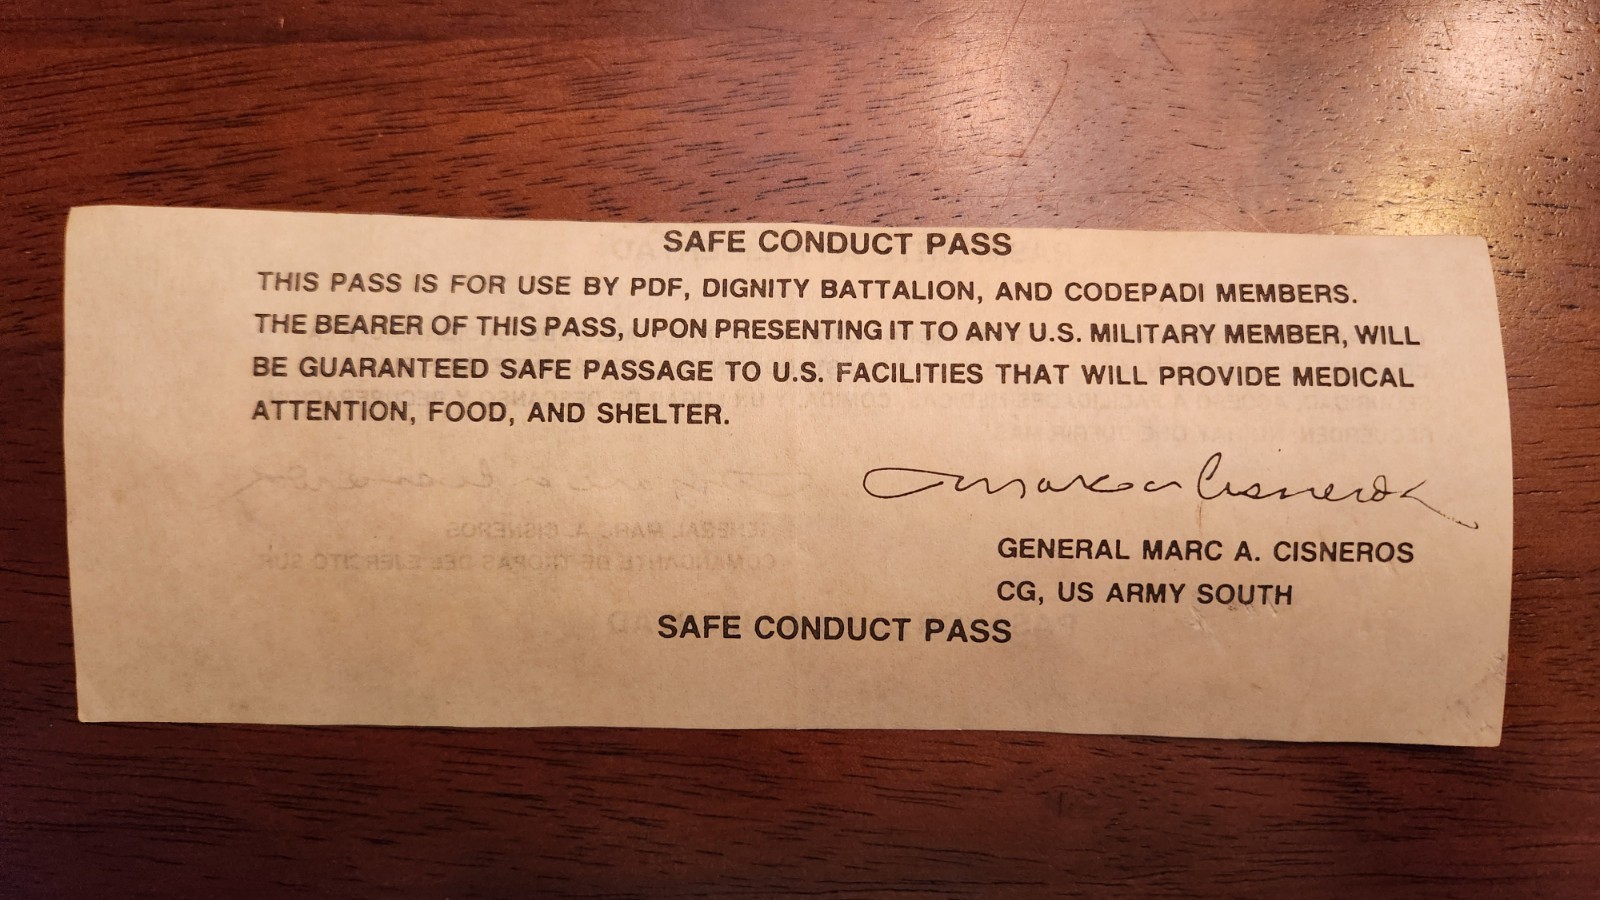 SAFE CONDUCT PASS
THIS PASS IS FOR USE BY PDF, DIGNITY BATTALION, AND CODEPADI MEMBERS.
THE BEARER OF THIS PASS, UPON PRESENTING IT TO ANY U.S. MILITARY MEMBER, WILL
BE GUARANTEED SAFE PASSAGE TO U.S. FACILITIES THAT WILL PROVIDE MEDICAL
ATTENTION, FOOD, AND SHELTER.
Marc A Cisneros
GENERAL MARC A. CISNEROS
CG, US ARMY SOUTH
SAFE CONDUCT PASS